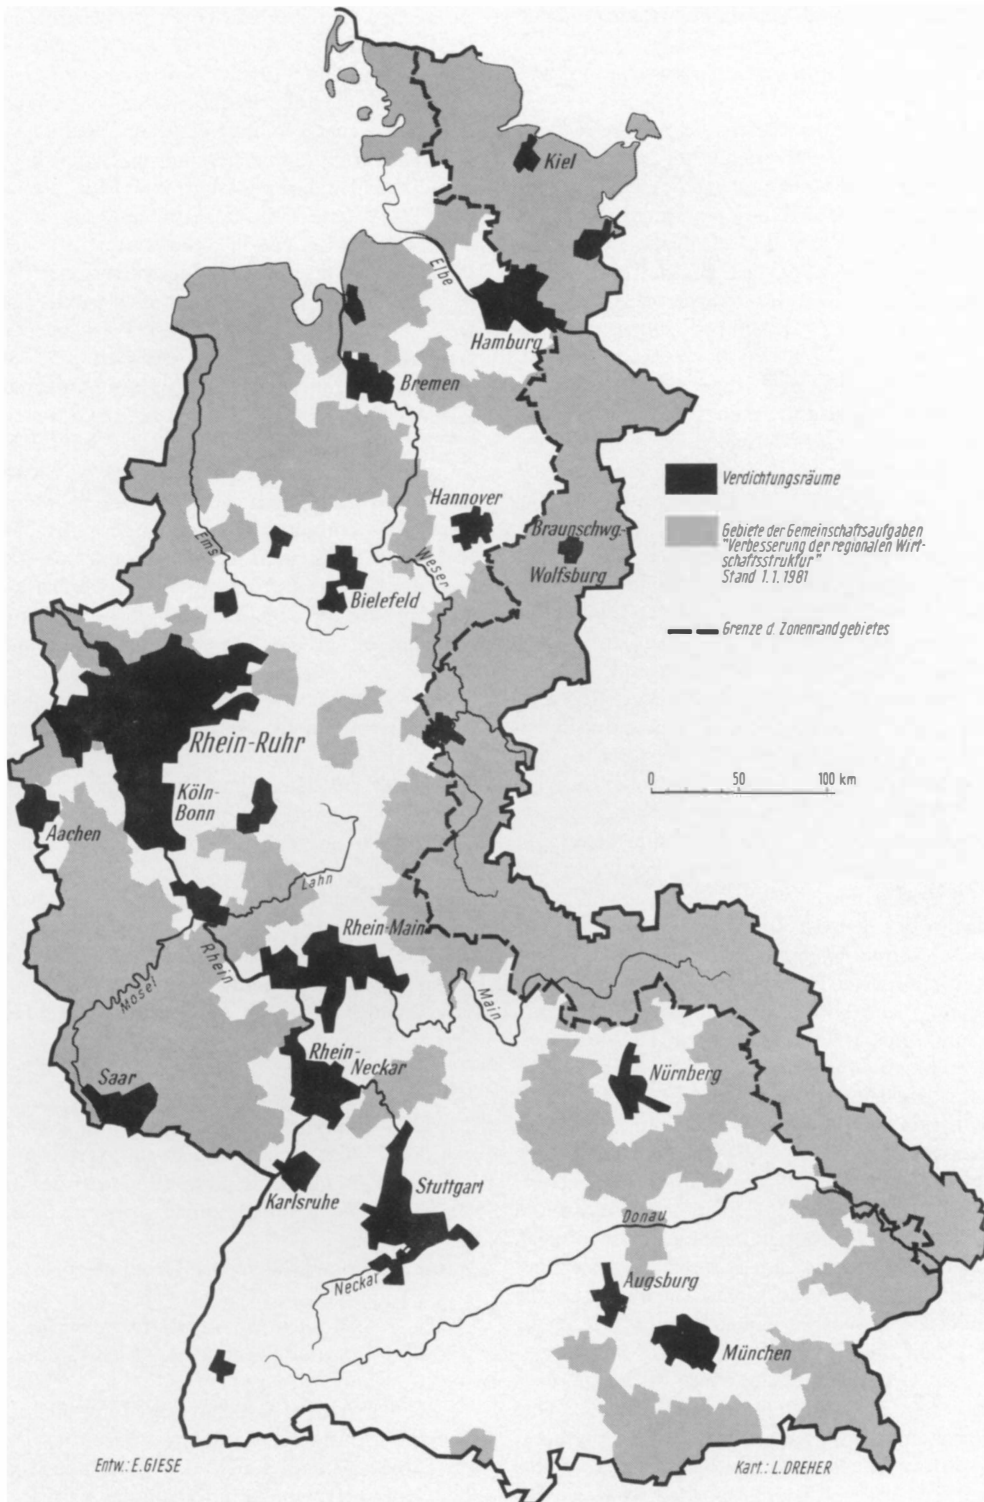 Kiel
Elbe
Hamburg
Bremen
Verdichtungsräume
Hannover
Gebiete der Gemeinschaftsaufgaben
"Verbesserung der regionalen Wirt-
schaftsstruktur"
Stand 1.1.1981
Braunschwg.-
Wolfsburg
Ems
Weser
Bielefeld
Grenze d. Zonenrandgebietes
Rhein-Ruhr
0 50 100 km
Köln-
Bonn
Aachen
Lahn
Rhein-Main
Rhein
Mosel
Main
Rhein-
Neckar
Nürnberg
Saar
Karlsruhe
Stuttgart
Donau
Neckar
Augsburg
München
Entw.: E.GIESE
Kart.: L.DREHER